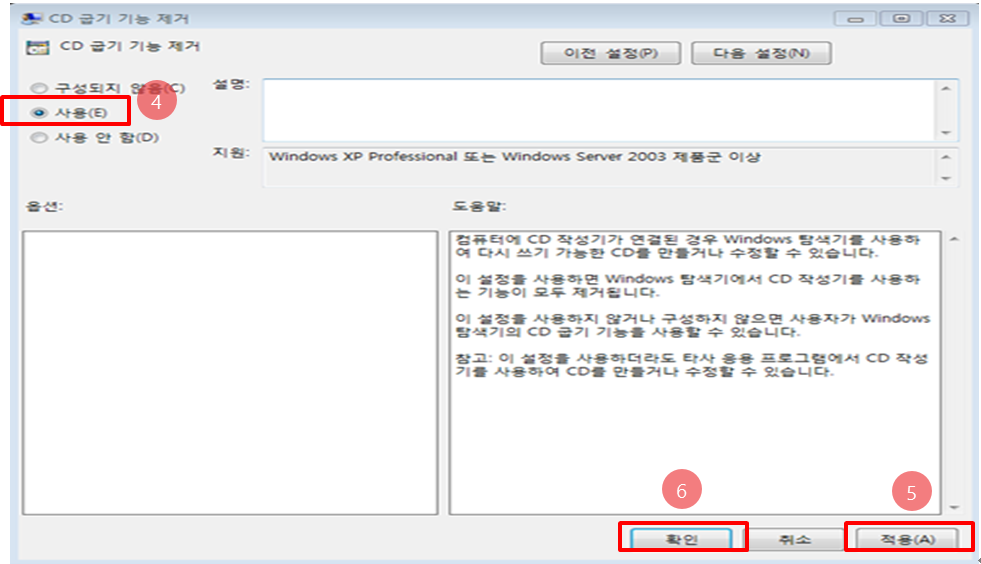 CD 굽기 기능 제거
CD 굽기 기능 제거
이전 설정(P)
다음 설정(N)
구성되지 않음(C)
4
사용(E)
사용 안 함(D)
설명:
지원:
Windows XP Professional 또는 Windows Server 2003 제품군 이상
옵션:
도움말:
컴퓨터에 CD 작성기가 연결된 경우 Windows 탐색기를 사용하
여 다시 쓰기 가능한 CD를 만들거나 수정할 수 있습니다.
이 설정을 사용하면 Windows 탐색기에서 CD 작성기를 사용하
는 기능이 모두 제거됩니다.
이 설정을 사용하지 않거나 구성하지 않으면 사용자가 Windows
탐색기의 CD 굽기 기능을 사용할 수 있습니다.
참고: 이 설정을 사용하더라도 타사 응용 프로그램에서 CD 작성
기를 사용하여 CD를 만들거나 수정할 수 있습니다.
6
5
확인
취소
적용(A)